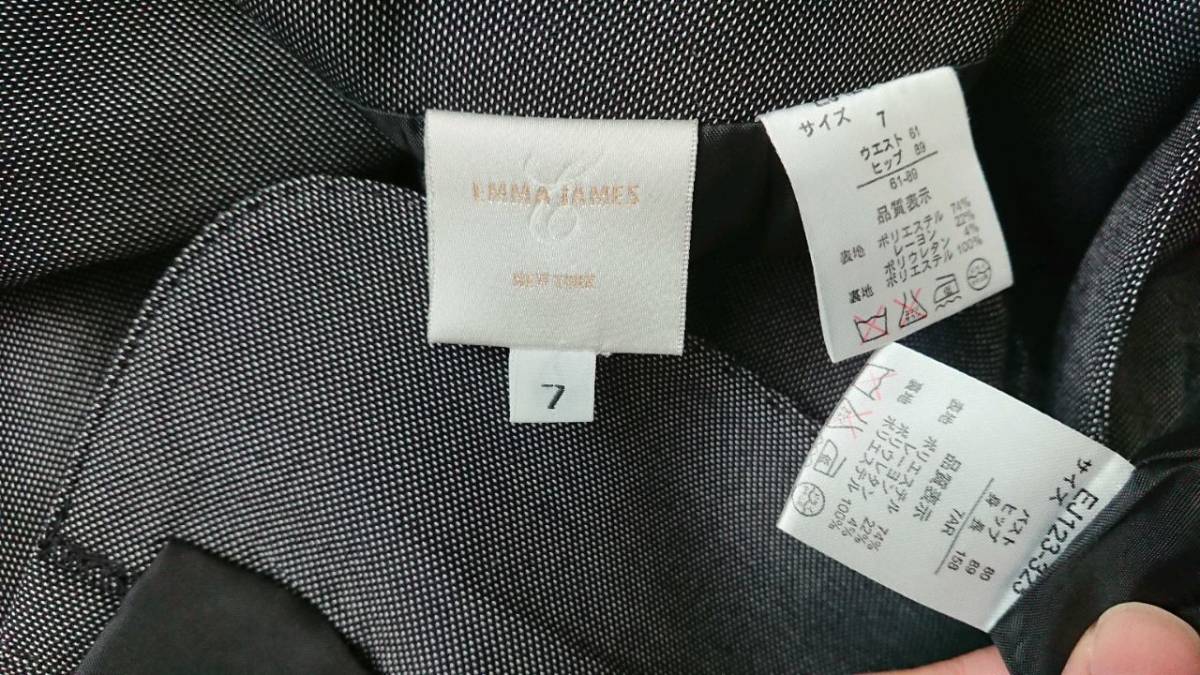 EMMA JAMES
NEW YORK
7
サイズ 7
ウエスト 61
ヒップ 89
61-89
品質表示
表地 ポリエステル 74%
レーヨン 22%
ポリウレタン 4%
裏地 ポリエステル 100%
EJ123-323
サイズ
バスト 80
ヒップ 89
身長 158
7AR
品質表示
表地 ポリエステル 74%
レーヨン 22%
ポリウレタン 4%
裏地 ポリエステル 100%